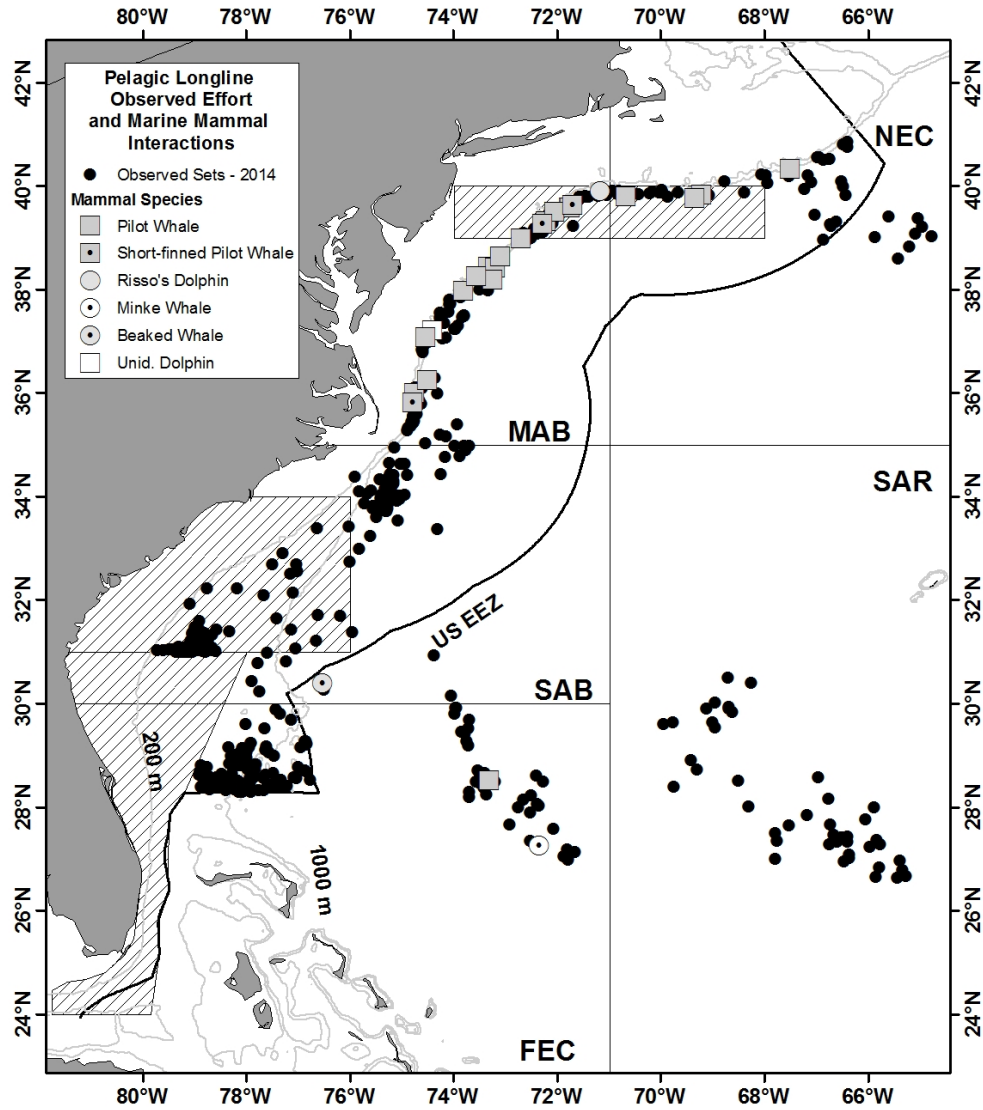 80°W 78°W 76°W 74°W 72°W 70°W 68°W 66°W
Pelagic Longline
Observed Effort
and Marine Mammal
Interactions
Observed Sets - 2014
Mammal Species
Pilot Whale
Short-finned Pilot Whale
Risso's Dolphin
Minke Whale
Beaked Whale
Unid. Dolphin
42°N 42°N
NEC
40°N 40°N
38°N 38°N
36°N 36°N
MAB
SAR
34°N 34°N
32°N 32°N
US EEZ
SAB
30°N 30°N
200 m
28°N 28°N
1000 m
26°N 26°N
24°N 24°N
FEC
80°W 78°W 76°W 74°W 72°W 70°W 68°W 66°W